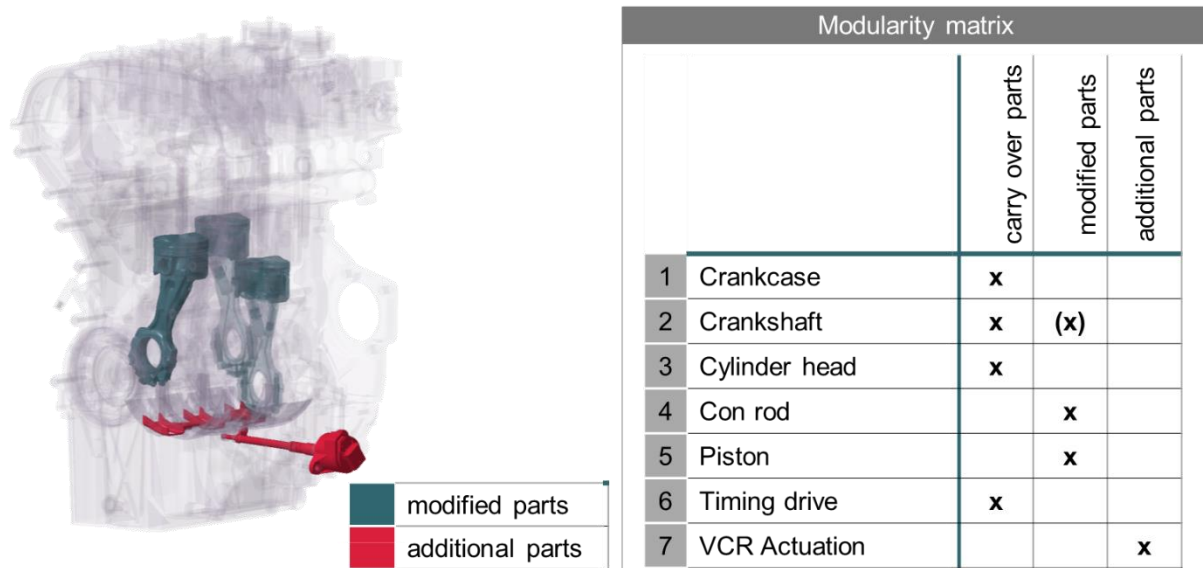 modified parts
additional parts
Modularity matrix
carry over parts modified parts additional parts
1 Crankcase x
2 Crankshaft x (x)
3 Cylinder head x
4 Con rod x
5 Piston x
6 Timing drive x
7 VCR Actuation x